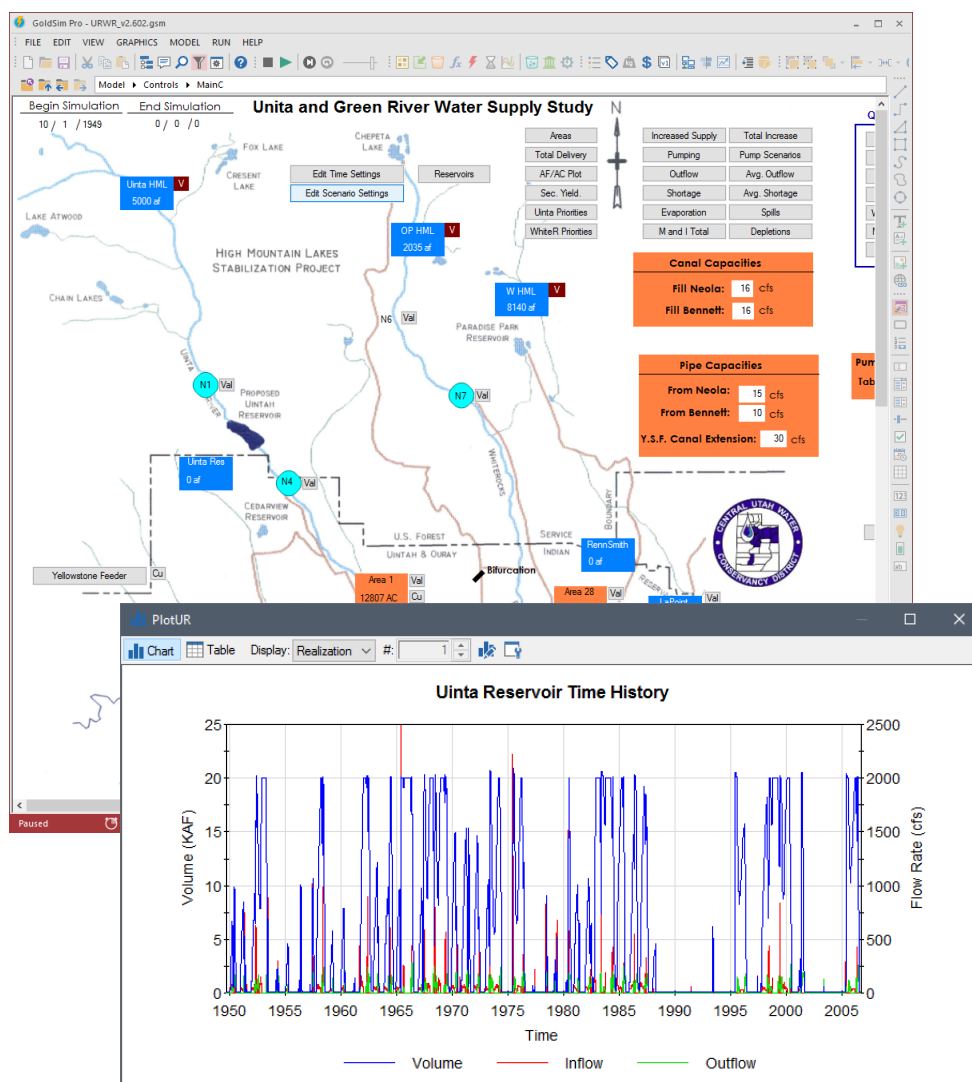 GoldSim Pro - URWR_v2.602.gsm
FILE EDIT VIEW GRAPHICS MODEL RUN HELP
Model Controls MainC
Begin Simulation End Simulation
10 / 1 / 1949 0 / 0 / 0
Unita and Green River Water Supply Study
N
FOX LAKE
CRESENT LAKE
CHEPETA LAKE
Uinta HML V
5000 af
LAKE ATWOOD
Edit Time Settings
Reservoirs
Edit Scenario Settings
OP HML V
2035 af
HIGH MOUNTAIN LAKES
STABILIZATION PROJECT
W HML V
8140 af
CHAIN LAKES
N6 Val
PARADISE PARK
RESERVOIR
Areas
Total Delivery
AF/AC Plot
Sec. Yield.
Uinta Priorities
WhiteR Priorities
Increased Supply Total Increase
Pumping Pump Scenarios
Outflow Avg. Outflow
Shortage Avg. Shortage
Evaporation Spills
M and I Total Depletions
Canal Capacities
Fill Neola: 16 cfs
Fill Bennett: 16 cfs
Pipe Capacities
From Neola: 15 cfs
From Bennett: 10 cfs
Y.S.F. Canal Extension: 30 cfs
Pum
Tab
UINTA
RIVER
N1 Val
PROPOSED
UINTAH
RESERVOIR
N7 Val
WHITEROCKS
Uinta Res
0 af
N4 Val
CEDARVIEW
RESERVOIR
U.S. FOREST SERVICE
UINTAH & OURAY INDIAN
BOUNDARY
RESERV
RennSmith
0 af
CENTRAL UTAH WATER
CONSERVANCY DISTRICT
Yellowstone Feeder Cu
Bifurcation
Area 1 Val
12807 AC Cu
Area 28 Val
LaPoint Val
Paused
PlotUR
Chart Table Display: Realization #: 1
Uinta Reservoir Time History
Volume (KAF)
25
20
15
10
5
0
2500
2000
1500
1000
500
0
Flow Rate (cfs)
1950 1955 1960 1965 1970 1975 1980 1985 1990 1995 2000 2005
Time
Volume Inflow Outflow